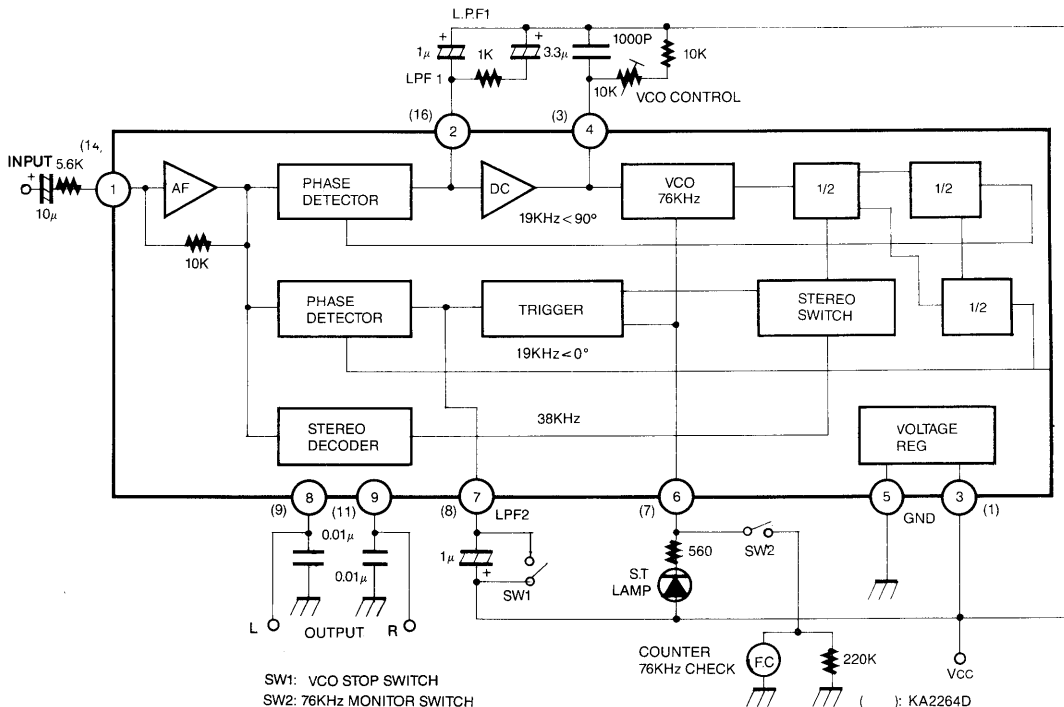 L.P.F1
+
1μ
1K
+
3.3μ
1000P
10K
LPF 1
10K
VCO CONTROL
(16)
2
(3)
4
(14,
INPUT
5.6K
+
10μ
1
AF
10K
PHASE
DETECTOR
DC
19KHz<90°
VCO
76KHz
1/2
1/2
PHASE
DETECTOR
TRIGGER
19KHz<0°
STEREO
SWITCH
1/2
STEREO
DECODER
38KHz
VOLTAGE
REG
8
(9)
9
(11)
7
(8)
LPF2
6
(7)
5
GND
3
(1)
0.01μ
0.01μ
1μ
+
SW1
560
SW2
S.T
LAMP
L
OUTPUT
R
COUNTER
76KHz CHECK
F.C
220K
Vcc
SW1: VCO STOP SWITCH
SW2: 76KHz MONITOR SWITCH
( ): KA2264D